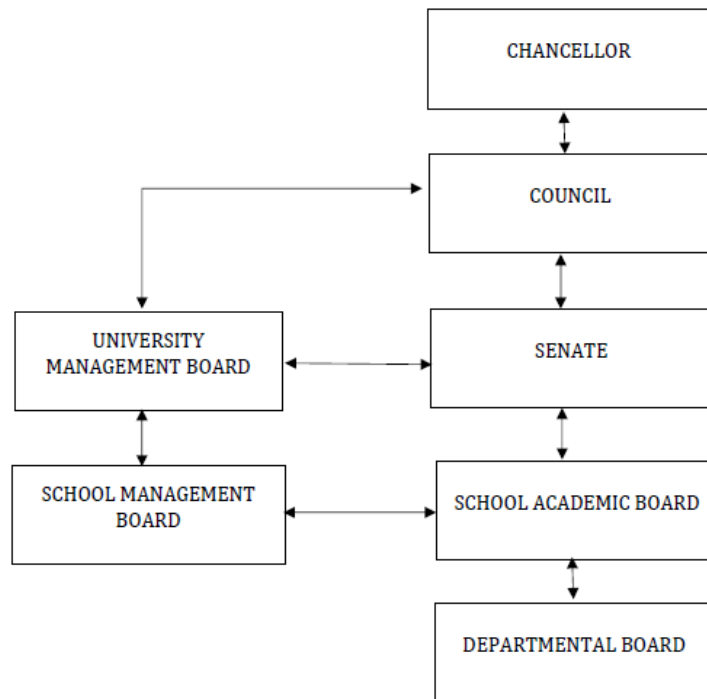 CHANCELLOR
COUNCIL
UNIVERSITY
MANAGEMENT BOARD
SENATE
SCHOOL MANAGEMENT
BOARD
SCHOOL ACADEMIC BOARD
DEPARTMENTAL BOARD